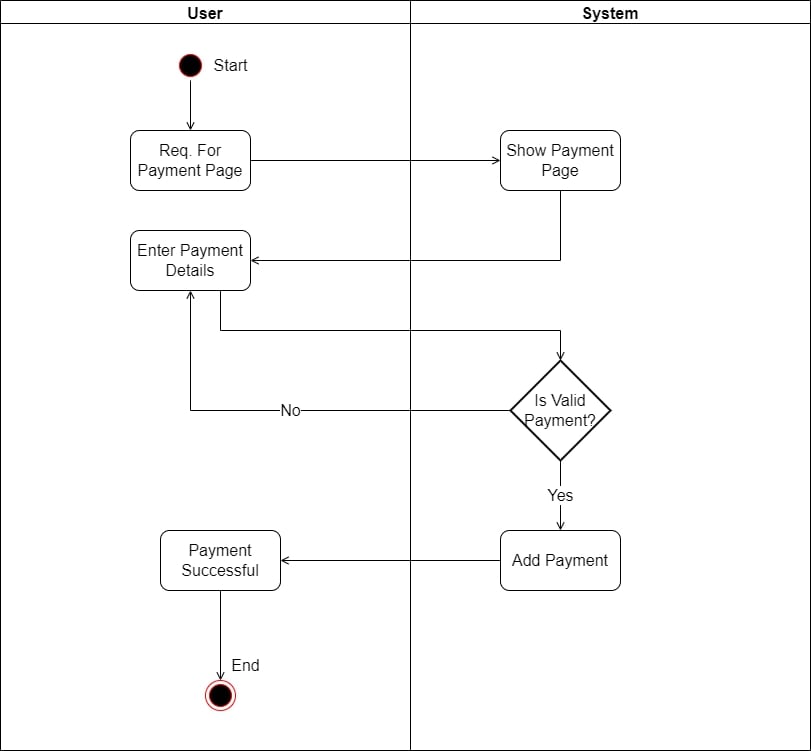 User
System
Start
Req. For
Payment Page
Show Payment
Page
Enter Payment
Details
Is Valid
Payment?
No
Yes
Payment
Successful
Add Payment
End